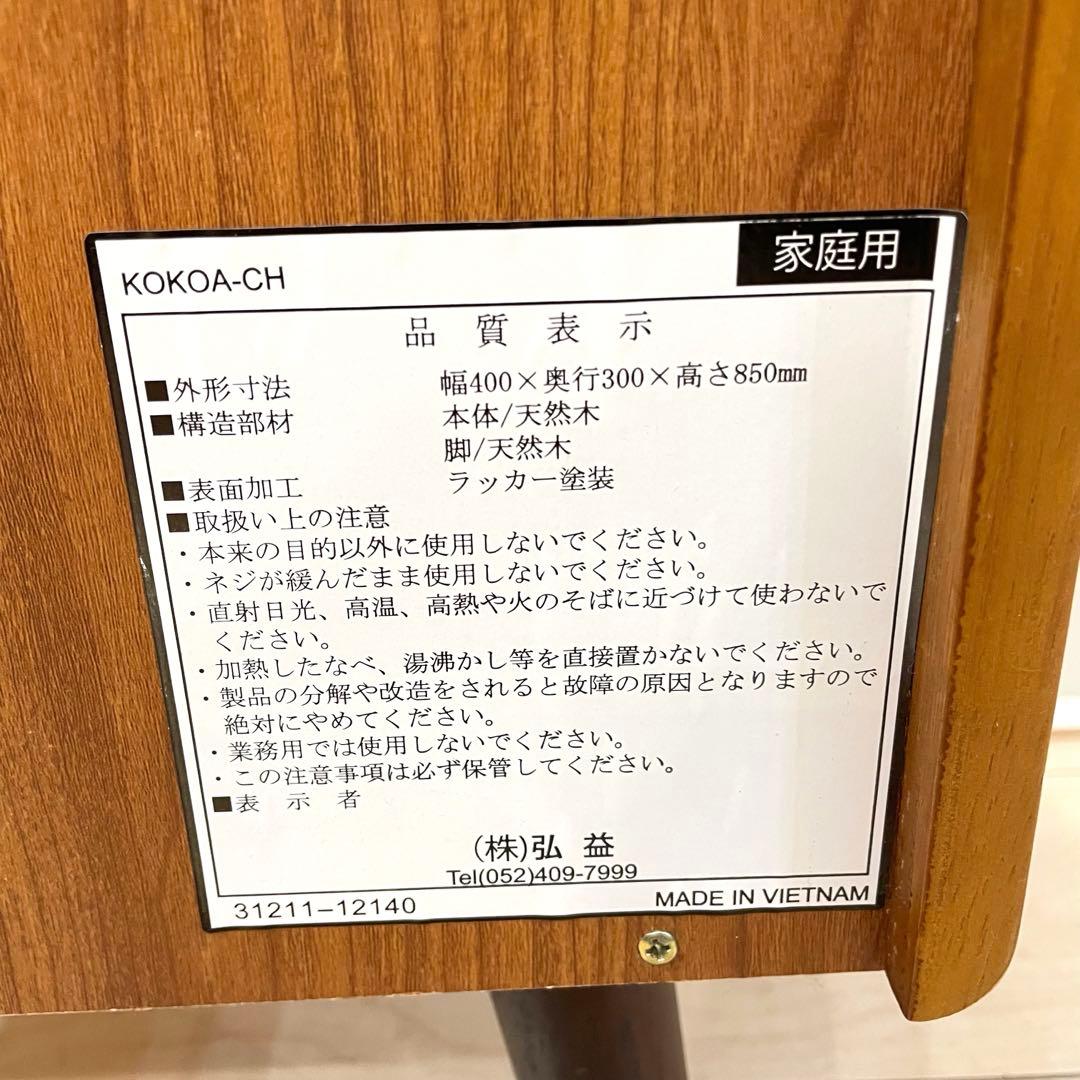 KOKOA-CH
家庭用
品 質 表 示
■外形寸法 幅400×奥行300×高さ850mm
■構造部材 本体/天然木
脚/天然木
■表面加工 ラッカー塗装
■取扱い上の注意
・本来の目的以外に使用しないでください。
・ネジが緩んだまま使用しないでください。
・直射日光、高温、高熱や火のそばに近づけて使わないで
ください。
・加熱したなべ、湯沸かし等を直接置かないでください。
・製品の分解や改造をされると故障の原因となりますので
絶対にやめてください。
・業務用では使用しないでください。
・この注意事項は必ず保管してください。
■表 示 者
(株)弘 益
Tel(052)409-7999
31211-12140 MADE IN VIETNAM